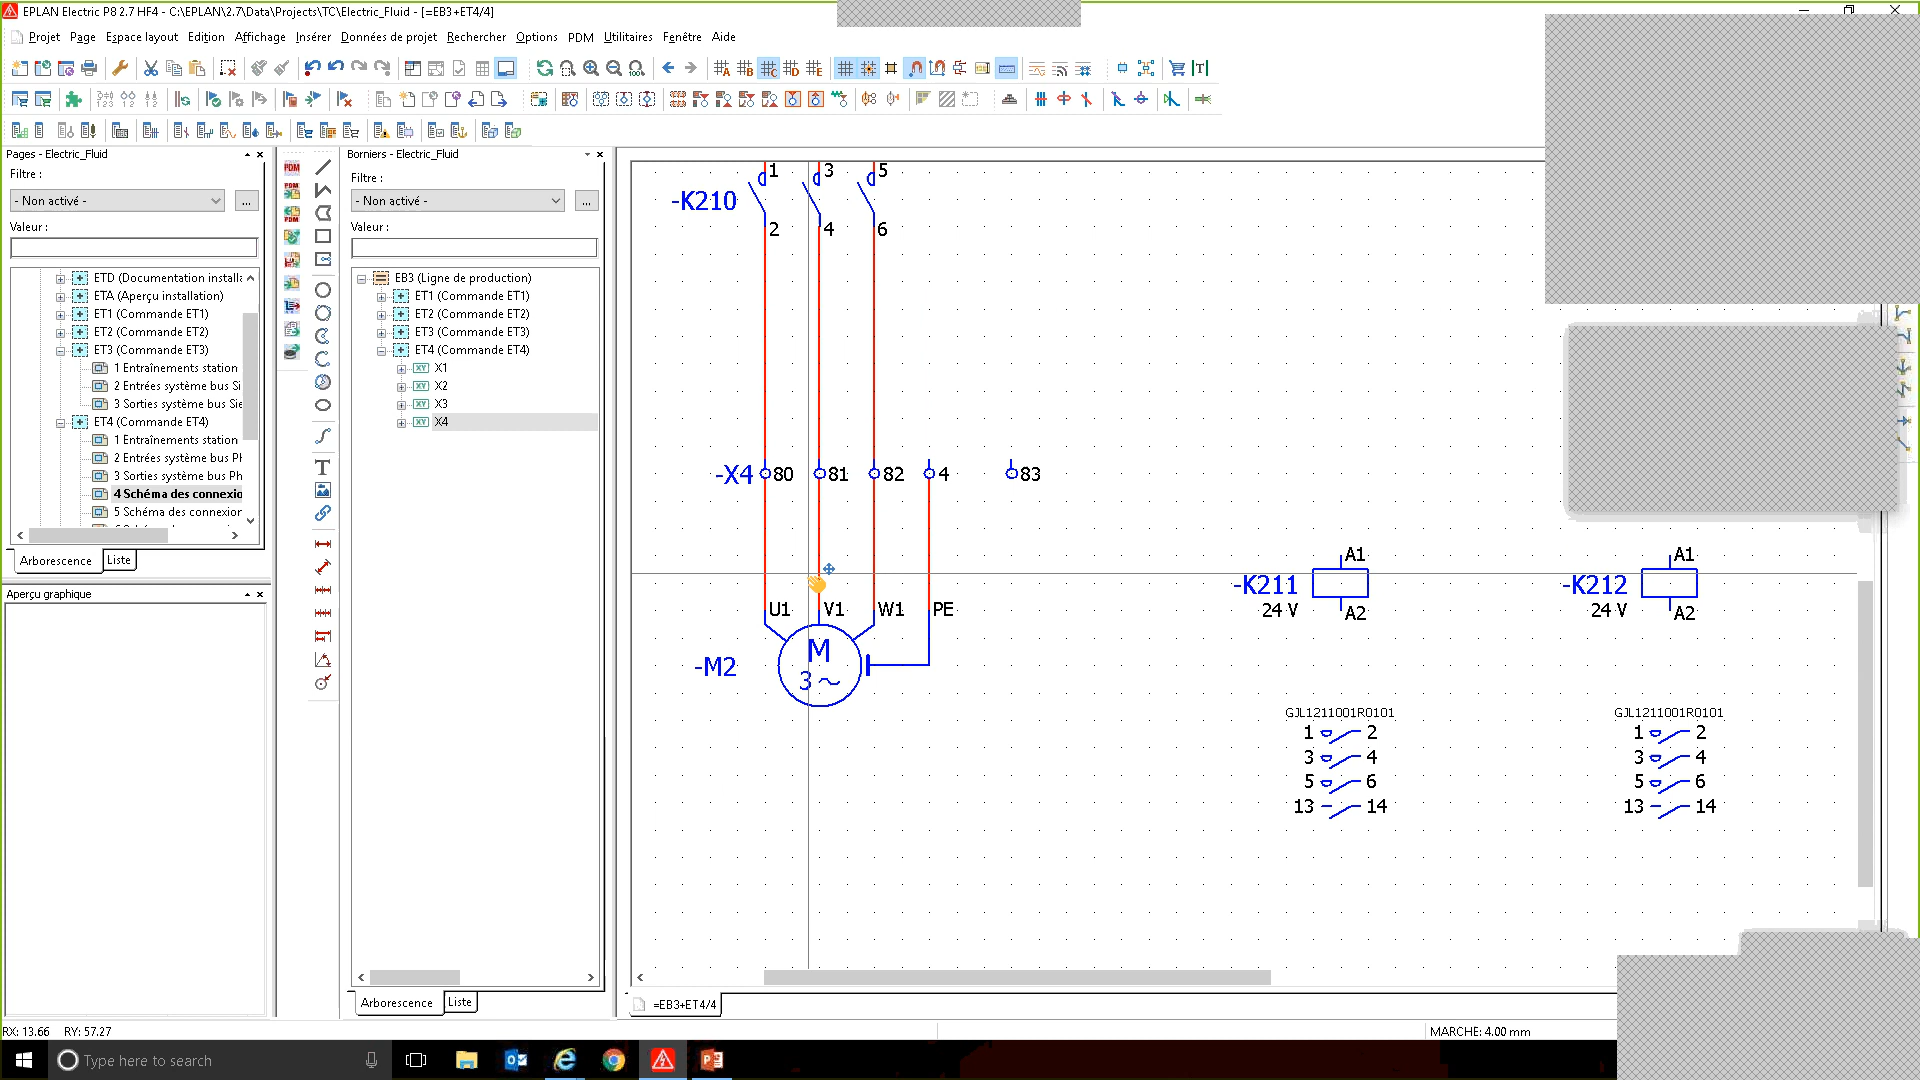 EPLAN Electric P8 2.7 HF4 - C:\EPLAN\2.7\Data\Projects\TC\Electric_Fluid - [=EB3+ET4/4]
Projet Page Espace layout Edition Affichage Insérer Données de projet Rechercher Options PDM Utilitaires Fenêtre Aide
Pages - Electric_Fluid
Filtre :
- Non activé -
...
Valeur :
ETD (Documentation install
ETA (Aperçu installation)
ET1 (Commande ET1)
ET2 (Commande ET2)
ET3 (Commande ET3)
1 Entraînements station
2 Entrées système bus Si
3 Sorties système bus Sie
ET4 (Commande ET4)
1 Entraînements station
2 Entrées système bus Ph
3 Sorties système bus Ph
4 Schéma des connexio
5 Schéma des connexior
Arborescence
Liste
Aperçu graphique
PDM
Borniers - Electric_Fluid
Filtre :
- Non activé -
...
Valeur :
EB3 (Ligne de production)
ET1 (Commande ET1)
ET2 (Commande ET2)
ET3 (Commande ET3)
ET4 (Commande ET4)
X1
X2
X3
X4
Arborescence
Liste
1 3 5
-K210
2 4 6
-X4 80 81 82 4 83
U1 V1 W1 PE
-M2
M
3 ~
A1
-K211
24 V
A2
A1
-K212
24 V
A2
GJL1211001R0101
1 2
3 4
5 6
13 14
GJL1211001R0101
1 2
3 4
5 6
13 14
=EB3+ET4/4
RX: 13.66 RY: 57.27
MARCHE: 4.00 mm
Type here to search